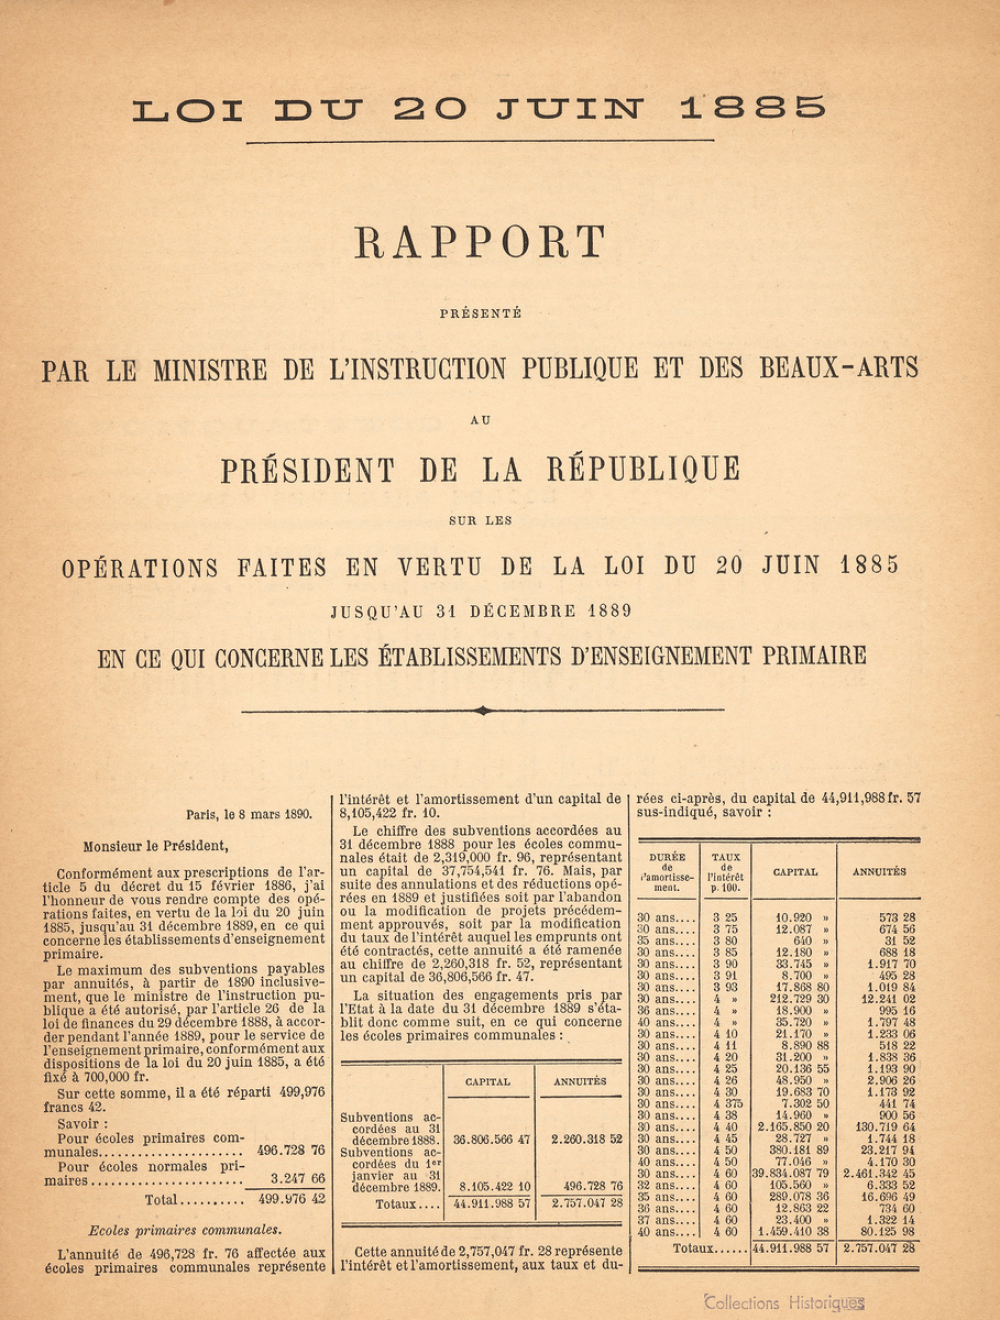 LOI DU 20 JUIN 1885
RAPPORT
PRÉSENTÉ
PAR LE MINISTRE DE L'INSTRUCTION PUBLIQUE ET DES BEAUX-ARTS
AU
PRÉSIDENT DE LA RÉPUBLIQUE
SUR LES
OPÉRATIONS FAITES EN VERTU DE LA LOI DU 20 JUIN 1885
JUSQU'AU 31 DÉCEMBRE 1889
EN CE QUI CONCERNE LES ÉTABLISSEMENTS D'ENSEIGNEMENT PRIMAIRE
Paris, le 8 mars 1890.
Monsieur le Président,
Conformément aux prescriptions de l'ar-
ticle 5 du décret du 15 février 1886, j'ai
l'honneur de vous rendre compte des opé-
rations faites, en vertu de la loi du 20 juin
1885, jusqu'au 31 décembre 1889, en ce qui
concerne les établissements d'enseignement
primaire.
Le maximum des subventions payables
par annuités, à partir de 1890 inclusive-
ment, que le ministre de l'instruction pu-
blique a été autorisé, par l'article 26 de la
loi de finances du 29 décembre 1888, à accor-
der pendant l'année 1889, pour le service de
l'enseignement primaire, conformément aux
dispositions de la loi du 20 juin 1885, a été
fixé à 700,000 fr.
Sur cette somme, il a été réparti 499,976
francs 42.
Savoir :
Pour écoles primaires com-
munales...................... 496.728 76
Pour écoles normales pri-
maires....................... 3.247 66
Total.......... 499.976 42
Ecoles primaires communales.
L'annuité de 496,728 fr. 76 affectée aux
écoles primaires communales représente
l'intérêt et l'amortissement d'un capital de
8,105,422 fr. 10.
Le chiffre des subventions accordées au
31 décembre 1888 pour les écoles commu-
nales était de 2,319,000 fr. 96, représentant
un capital de 37,754,541 fr. 76. Mais, par
suite des annulations et des réductions opé-
rées en 1889 et justifiées soit par l'abandon
ou la modification de projets précédem-
ment approuvés, soit par la modification
du taux de l'intérêt auquel les emprunts ont
été contractés, cette annuité a été ramenée
au chiffre de 2,260,318 fr. 52, représentant
un capital de 36,806,566 fr. 47.
La situation des engagements pris par
l'Etat à la date du 31 décembre 1889 s'éta-
blit donc comme suit, en ce qui concerne
les écoles primaires communales :
CAPITAL ANNUITÉS
Subventions ac-
cordées au 31
décembre 1888. 36.806.566 47 2.260.318 52
Subventions ac-
cordées du 1er
janvier au 31
décembre 1889. 8.105.422 10 496.728 76
Totaux.... 44.911.988 57 2.757.047 28
Cette annuité de 2,757,047 fr. 28 représente
l'intérêt et l'amortissement, aux taux et du-
rées ci-après, du capital de 44,911,988 fr. 57
sus-indiqué, savoir :
DURÉE de l'amortisse- ment. TAUX de l'intérêt p. 100. CAPITAL ANNUITÉS
30 ans.... 3 25 10.920 » 573 28
30 ans.... 3 75 12.087 » 674 56
35 ans.... 3 80 640 » 31 52
30 ans.... 3 85 12.180 » 688 18
30 ans.... 3 90 33.745 » 1.917 70
30 ans.... 3 91 8.700 » 495 28
30 ans.... 3 93 17.868 80 1.019 84
30 ans.... 4 » 212.729 30 12.241 02
36 ans.... 4 » 18.900 » 995 16
40 ans.... 4 » 35.720 » 1.797 48
30 ans.... 4 10 21.170 » 1.233 06
30 ans.... 4 11 8.890 88 518 22
30 ans.... 4 20 31.200 » 1.838 36
30 ans.... 4 25 20.136 55 1.193 90
30 ans.... 4 26 48.950 » 2.906 26
30 ans.... 4 30 19.683 70 1.173 92
30 ans.... 4 375 7.302 50 441 74
30 ans.... 4 38 14.960 » 900 56
30 ans.... 4 40 2.165.850 20 130.719 64
30 ans.... 4 45 28.727 » 1.744 18
30 ans.... 4 50 380.181 89 23.217 94
40 ans.... 4 50 77.046 » 4.170 30
30 ans.... 4 60 39.834.087 79 2.461.342 45
32 ans.... 4 60 105.560 » 6.333 52
35 ans.... 4 60 289.078 36 16.696 49
36 ans.... 4 60 12.863 22 734 60
37 ans.... 4 60 23.400 » 1.322 14
40 ans.... 4 60 1.459.410 38 80.125 98
Totaux...... 44.911.988 57 2.757.047 28
Collections Historiques